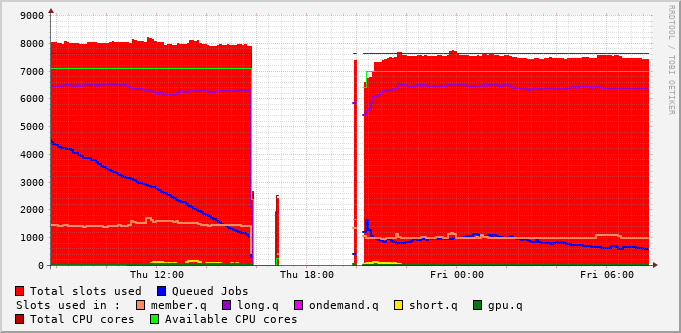 9000
8000
7000
6000
5000
4000
3000
2000
1000
0
Thu 12:00 Thu 18:00 Fri 00:00 Fri 06:00
RRDTOOL / TOBI OETIKER
Total slots used Queued Jobs
Slots used in : member.q long.q ondemand.q short.q gpu.q
Total CPU cores Available CPU cores